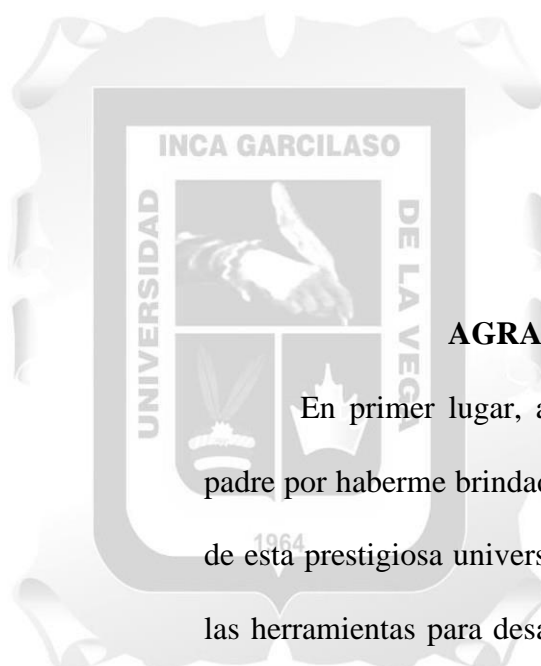 INCA GARCILASO
UNIVERSIDAD
DE LA VEGA
1964
AGRA
En primer lugar, a
padre por haberme brindad
de esta prestigiosa univers
las herramientas para desa